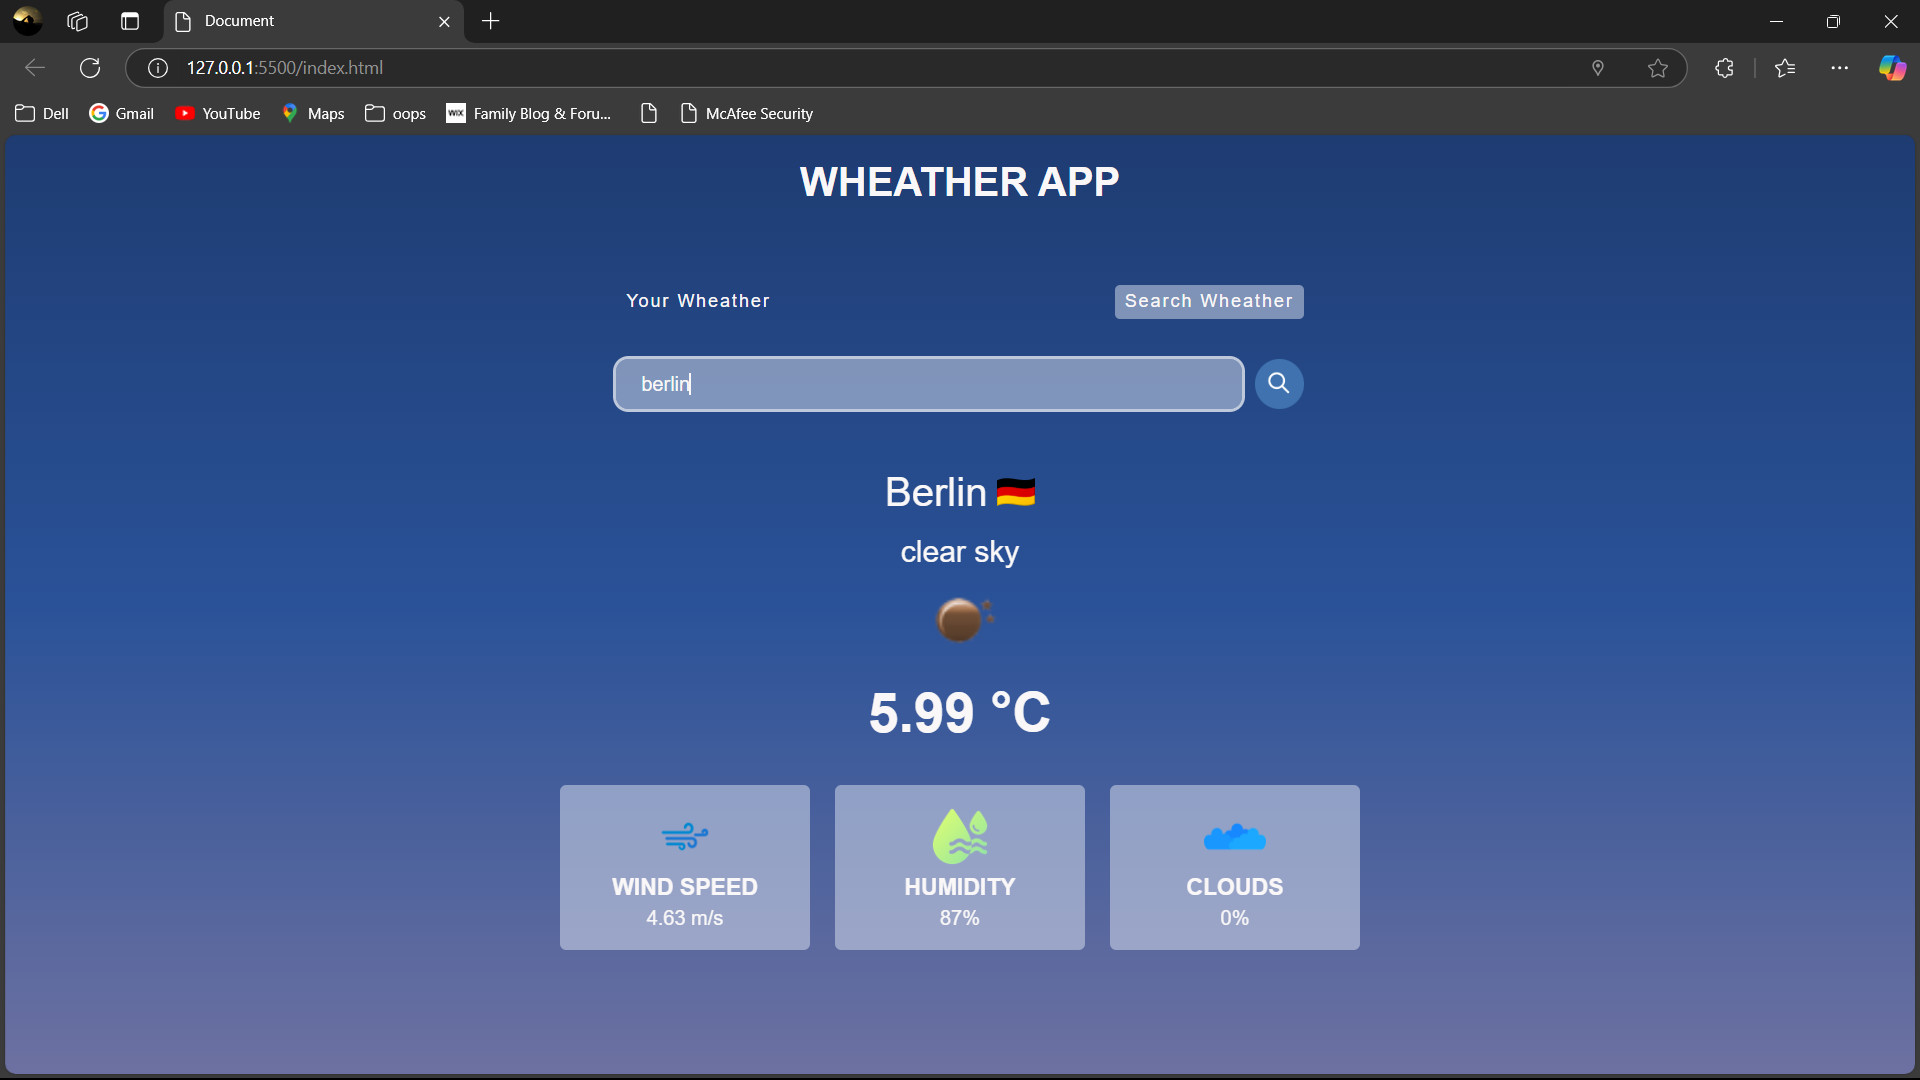 Document
127.0.0.1:5500/index.html
Dell
Gmail
YouTube
Maps
oops
WIX
Family Blog & Foru...
McAfee Security
WHEATHER APP
Your Wheather
Search Wheather
berlin
Berlin
clear sky
5.99 °C
WIND SPEED
4.63 m/s
HUMIDITY
87%
CLOUDS
0%